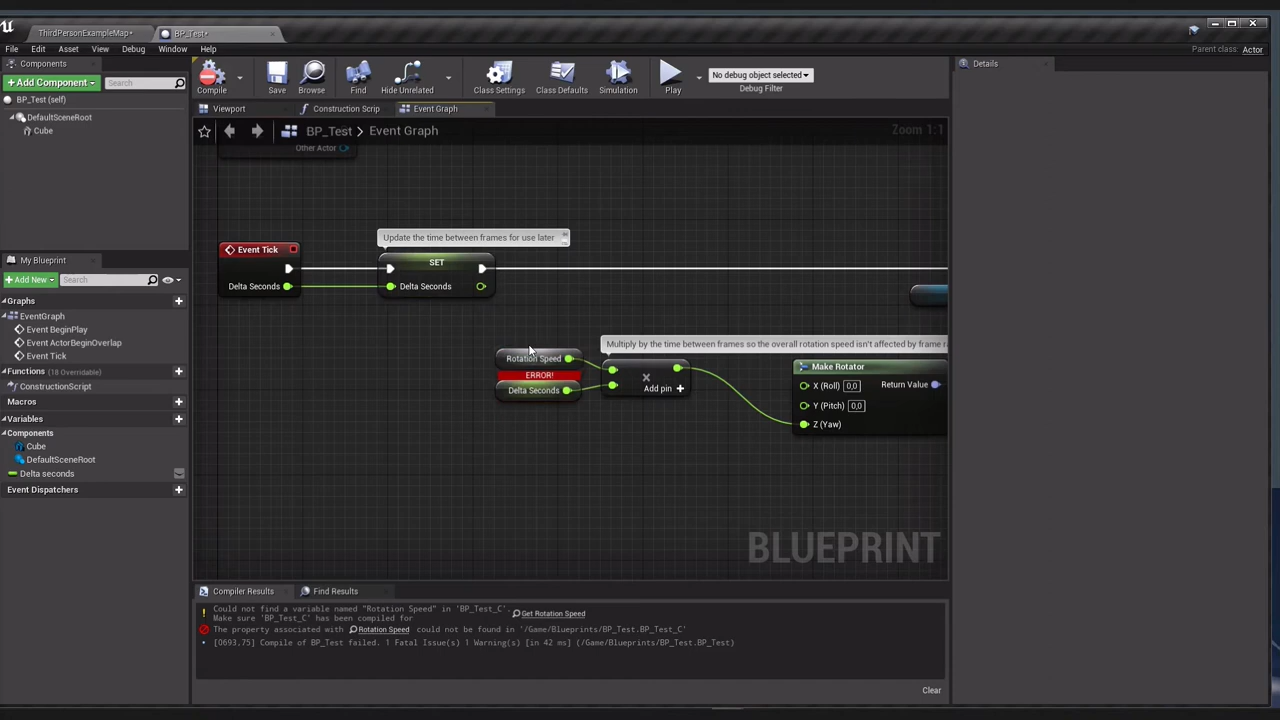 ThirdPersonExampleMap*
BP_Test*
File Edit Asset View Debug Window Help
Parent class: Actor
Components
+ Add Component
Search
BP_Test (self)
DefaultSceneRoot
Cube
Compile
Save
Browse
Find
Hide Unrelated
Class Settings
Class Defaults
Simulation
Play
No debug object selected
Debug Filter
Details
Viewport
Construction Scrip
Event Graph
BP_Test > Event Graph
Zoom 1:1
Other Actor
Update the time between frames for use later
Event Tick
Delta Seconds
SET
Delta Seconds
Multiply by the time between frames so the overall rotation speed isn't affected by frame ra
Rotation Speed
ERROR!
Delta Seconds
Add pin +
Make Rotator
X (Roll) 0,0
Return Value
Y (Pitch) 0,0
Z (Yaw)
BLUEPRINT
My Blueprint
+ Add New
Search
Graphs
EventGraph
Event BeginPlay
Event ActorBeginOverlap
Event Tick
Functions (18 Overridable)
ConstructionScript
Macros
Variables
Components
Cube
DefaultSceneRoot
Delta seconds
Event Dispatchers
Compiler Results
Find Results
Could not find a variable named "Rotation Speed" in 'BP_Test_C'.
Make sure 'BP_Test_C' has been compiled for Get Rotation Speed
The property associated with Rotation Speed could not be found in '/Game/Blueprints/BP_Test.BP_Test_C'
[0693.75] Compile of BP_Test failed. 1 Fatal Issue(s) 1 Warning(s) [in 42 ms] (/Game/Blueprints/BP_Test.BP_Test)
Clear